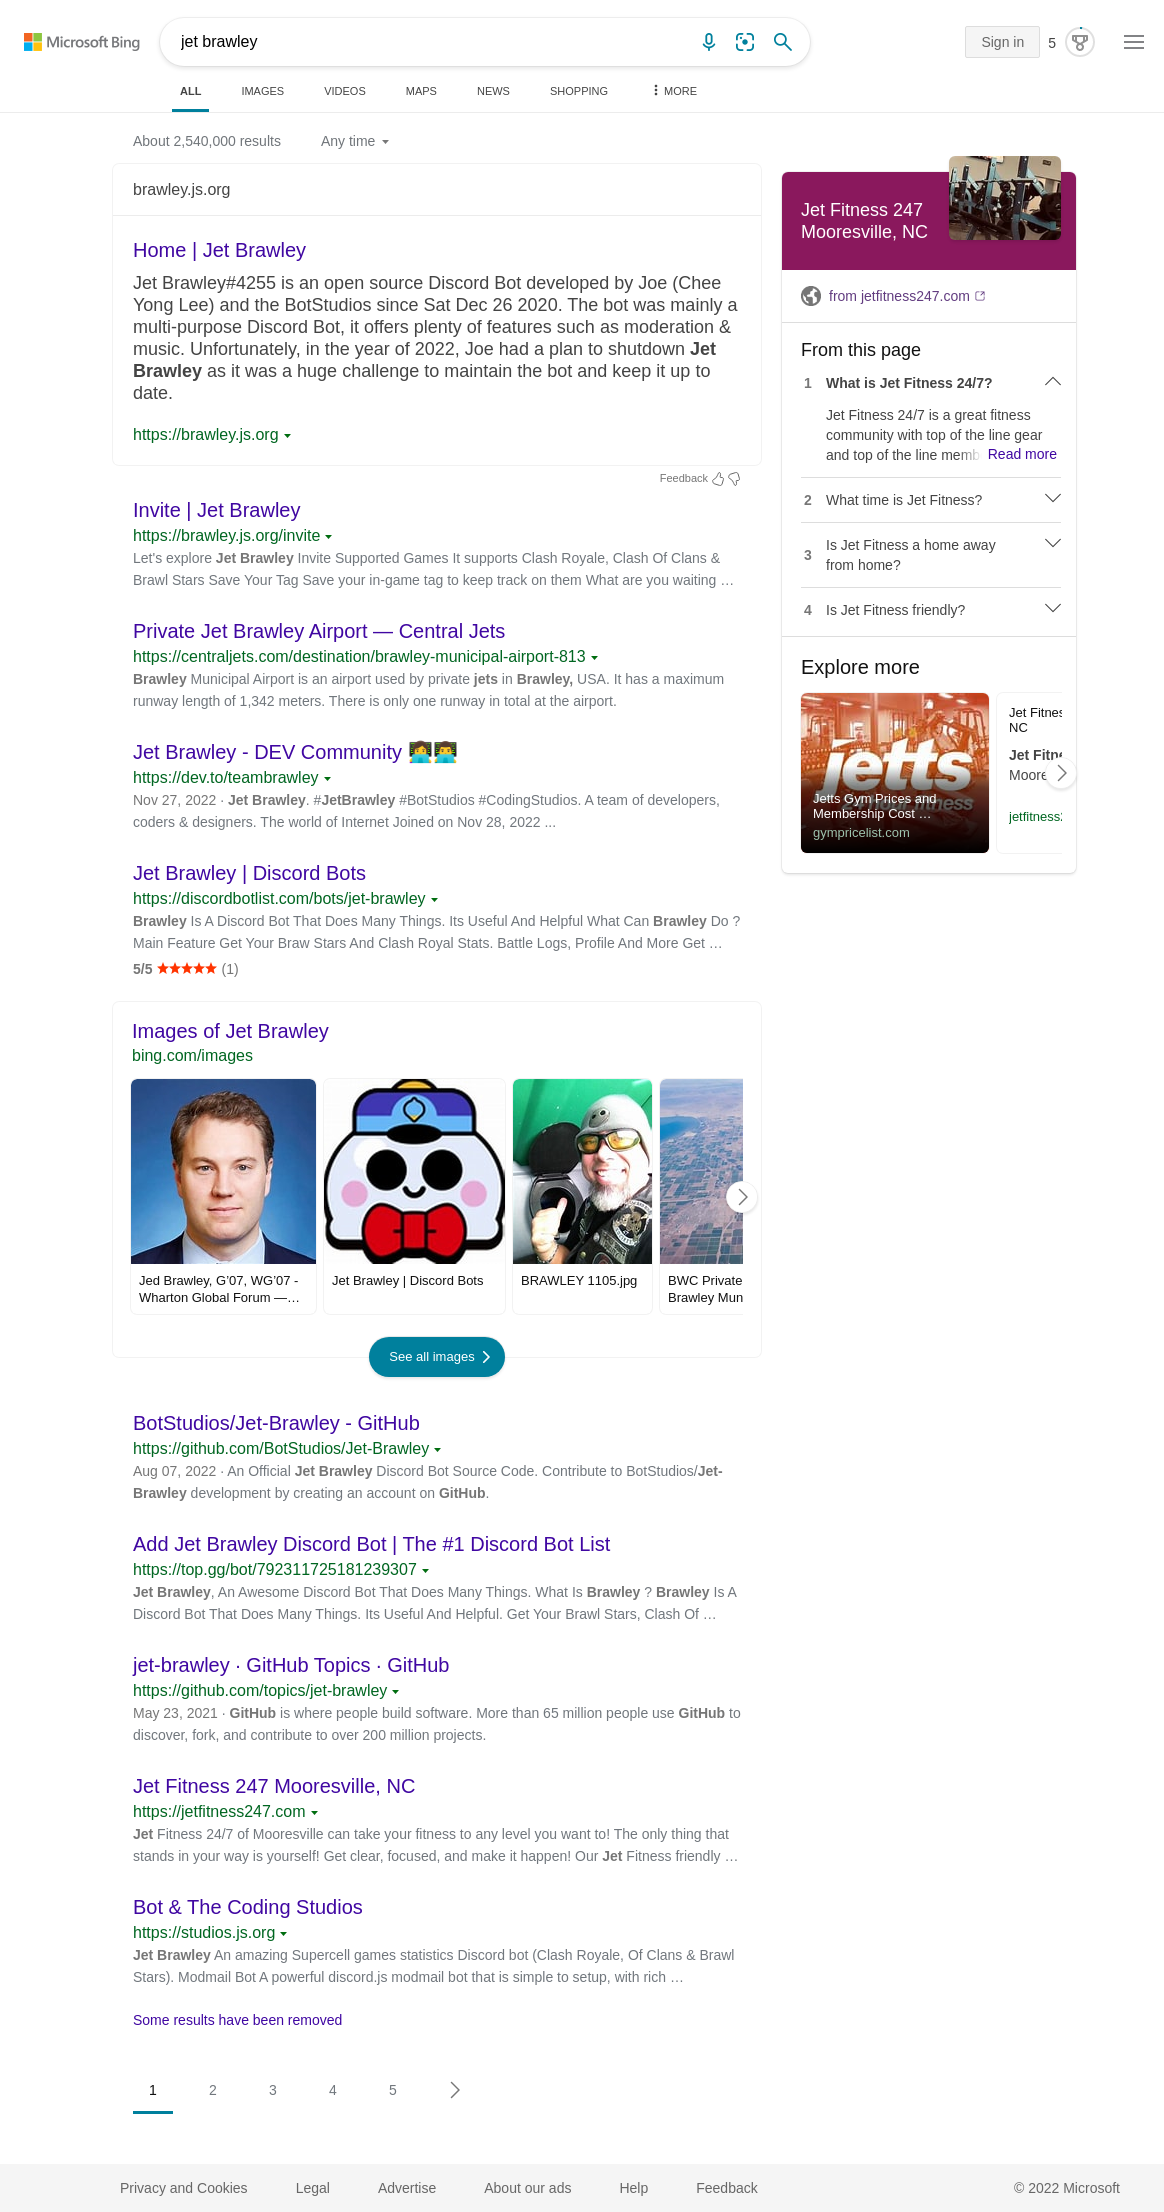 Microsoft Bing
jet brawley
Sign in
5
ALL
IMAGES
VIDEOS
MAPS
NEWS
SHOPPING
MORE
About 2,540,000 results
Any time
brawley.js.org
Home | Jet Brawley
Jet Brawley#4255 is an open source Discord Bot developed by Joe (Chee
Yong Lee) and the BotStudios since Sat Dec 26 2020. The bot was mainly a
multi-purpose Discord Bot, it offers plenty of features such as moderation &
music. Unfortunately, in the year of 2022, Joe had a plan to shutdown Jet
Brawley as it was a huge challenge to maintain the bot and keep it up to
date.
https://brawley.js.org
Feedback
Invite | Jet Brawley
https://brawley.js.org/invite
Let's explore Jet Brawley Invite Supported Games It supports Clash Royale, Clash Of Clans &
Brawl Stars Save Your Tag Save your in-game tag to keep track on them What are you waiting …
Private Jet Brawley Airport — Central Jets
https://centraljets.com/destination/brawley-municipal-airport-813
Brawley Municipal Airport is an airport used by private jets in Brawley, USA. It has a maximum
runway length of 1,342 meters. There is only one runway in total at the airport.
Jet Brawley - DEV Community 👩‍💻👨‍💻
https://dev.to/teambrawley
Nov 27, 2022 · Jet Brawley. #JetBrawley #BotStudios #CodingStudios. A team of developers,
coders & designers. The world of Internet Joined on Nov 28, 2022 ...
Jet Brawley | Discord Bots
https://discordbotlist.com/bots/jet-brawley
Brawley Is A Discord Bot That Does Many Things. Its Useful And Helpful What Can Brawley Do ?
Main Feature Get Your Braw Stars And Clash Royal Stats. Battle Logs, Profile And More Get …
5/5 ★★★★★ (1)
Images of Jet Brawley
bing.com/images
Jed Brawley, G'07, WG'07 -
Wharton Global Forum —…
Jet Brawley | Discord Bots
BRAWLEY 1105.jpg
BWC Private
Brawley Mun
See all images
BotStudios/Jet-Brawley - GitHub
https://github.com/BotStudios/Jet-Brawley
Aug 07, 2022 · An Official Jet Brawley Discord Bot Source Code. Contribute to BotStudios/Jet-
Brawley development by creating an account on GitHub.
Add Jet Brawley Discord Bot | The #1 Discord Bot List
https://top.gg/bot/792311725181239307
Jet Brawley, An Awesome Discord Bot That Does Many Things. What Is Brawley ? Brawley Is A
Discord Bot That Does Many Things. Its Useful And Helpful. Get Your Brawl Stars, Clash Of …
jet-brawley · GitHub Topics · GitHub
https://github.com/topics/jet-brawley
May 23, 2021 · GitHub is where people build software. More than 65 million people use GitHub to
discover, fork, and contribute to over 200 million projects.
Jet Fitness 247 Mooresville, NC
https://jetfitness247.com
Jet Fitness 24/7 of Mooresville can take your fitness to any level you want to! The only thing that
stands in your way is yourself! Get clear, focused, and make it happen! Our Jet Fitness friendly …
Bot & The Coding Studios
https://studios.js.org
Jet Brawley An amazing Supercell games statistics Discord bot (Clash Royale, Of Clans & Brawl
Stars). Modmail Bot A powerful discord.js modmail bot that is simple to setup, with rich …
Some results have been removed
1
2
3
4
5
Jet Fitness 247
Mooresville, NC
from jetfitness247.com
From this page
1 What is Jet Fitness 24/7?
Jet Fitness 24/7 is a great fitness
community with top of the line gear
and top of the line memb Read more
2 What time is Jet Fitness?
3 Is Jet Fitness a home away
from home?
4 Is Jet Fitness friendly?
Explore more
jetts
24 hour fitness
Jetts Gym Prices and
Membership Cost …
gympricelist.com
Jet Fitnes
NC
Jet Fitne
Moore
jetfitness2
Privacy and Cookies
Legal
Advertise
About our ads
Help
Feedback
© 2022 Microsoft